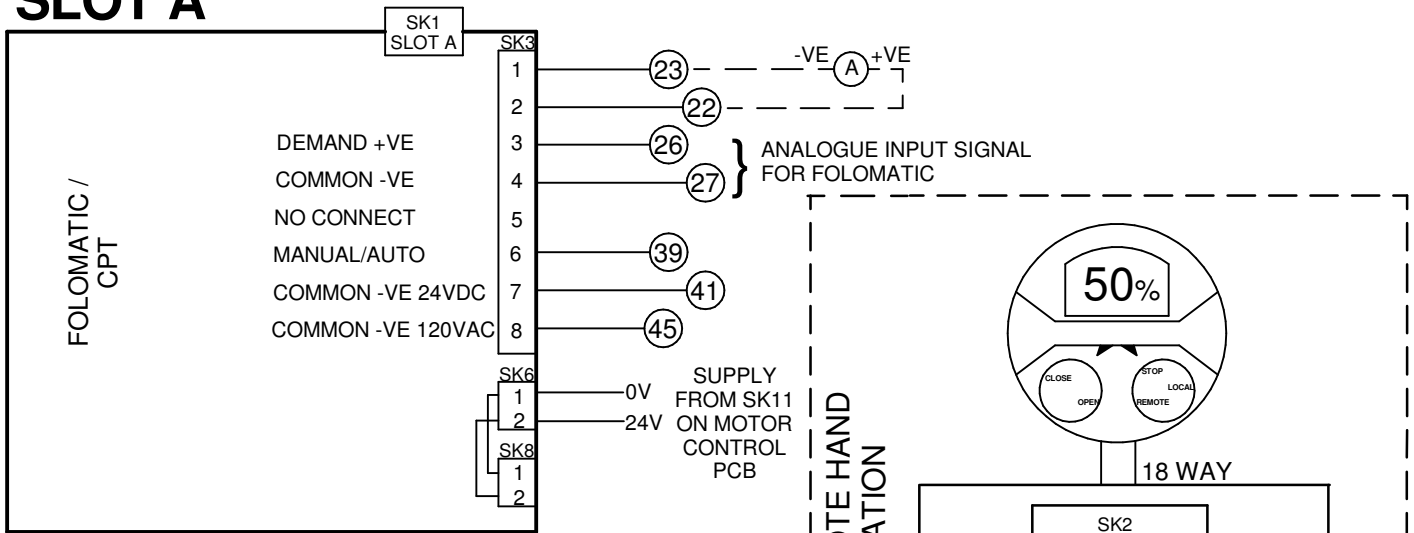 SLOT A
SK1
SLOT A
SK3
1
23
-VE
A
+VE
2
22
DEMAND +VE
3
26
ANALOGUE INPUT SIGNAL
FOR FOLOMATIC
COMMON -VE
4
27
NO CONNECT
5
MANUAL/AUTO
6
39
COMMON -VE 24VDC
7
41
COMMON -VE 120VAC
8
45
FOLOMATIC /
CPT
SK6
1
0V
2
24V
SUPPLY
FROM SK11
ON MOTOR
CONTROL
PCB
SK8
1
2
50%
CLOSE
OPEN
STOP
LOCAL
REMOTE
18 WAY
SK2
HAND